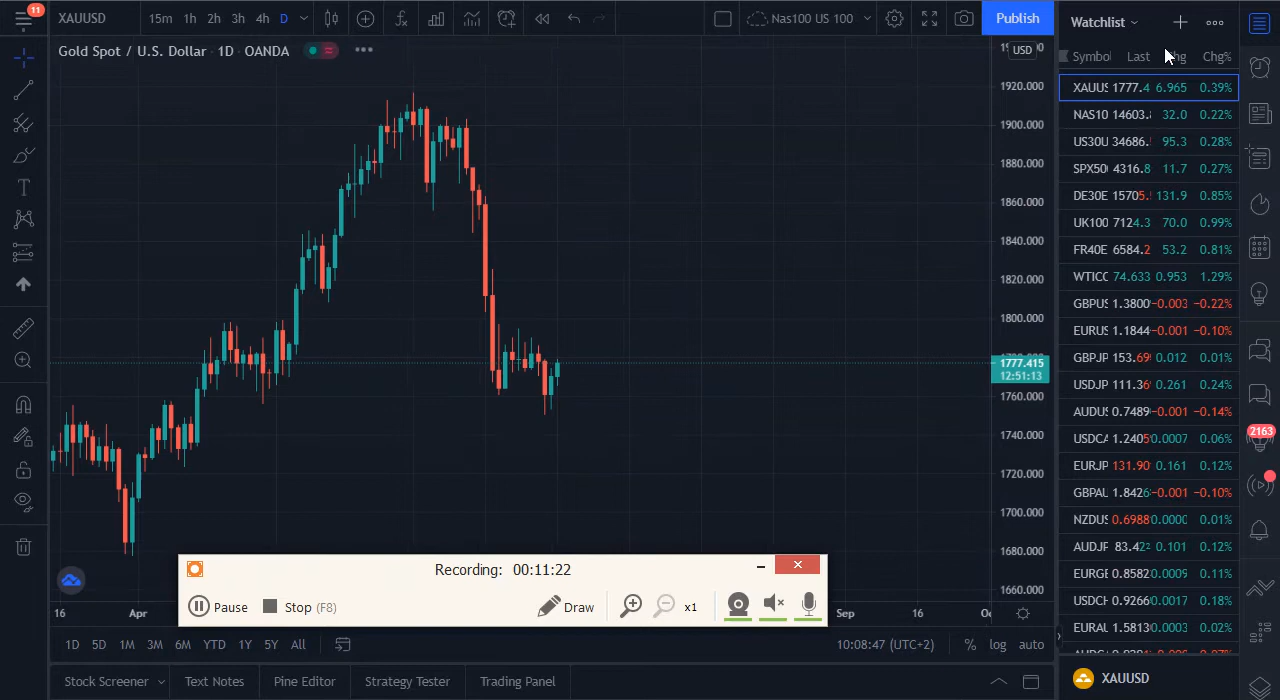 11
XAUUSD
15m 1h 2h 3h 4h D
Nas100 US 100
Publish
Watchlist
Gold Spot / U.S. Dollar · 1D · OANDA
USD
Symbol Last Chg%
1920.000
1900.000
1880.000
1860.000
1840.000
1820.000
1800.000
1777.415
12:51:13
1760.000
1740.000
1720.000
1700.000
1680.000
1660.000
XAUUS 1777.4 6.965 0.39%
NAS10 14603. 32.0 0.22%
US30U 34686. 95.3 0.28%
SPX50 4316.8 11.7 0.27%
DE30E 15705. 131.9 0.85%
UK100 7124.3 70.0 0.99%
FR40E 6584.2 53.2 0.81%
WTICC 74.633 0.953 1.29%
GBPUS 1.3800 −0.003 −0.22%
EURUS 1.1844 −0.001 −0.10%
GBPJP 153.69 0.012 0.01%
USDJP 111.36 0.261 0.24%
AUDUS 0.7489 −0.001 −0.14%
USDCA 1.2405 0.0007 0.06%
EURJP 131.90 0.161 0.12%
GBPAU 1.8426 −0.001 −0.10%
NZDUS 0.6988 0.0000 0.01%
AUDJP 83.42 0.101 0.12%
EURGB 0.8582 0.0009 0.11%
USDCH 0.9266 0.0017 0.18%
EURAU 1.5813 0.0003 0.02%
2163
Recording: 00:11:22
Pause
Stop (F8)
Draw
x1
16 Apr Sep 16
1D 5D 1M 3M 6M YTD 1Y 5Y All
10:08:47 (UTC+2)
% log auto
Stock Screener
Text Notes
Pine Editor
Strategy Tester
Trading Panel
XAUUSD